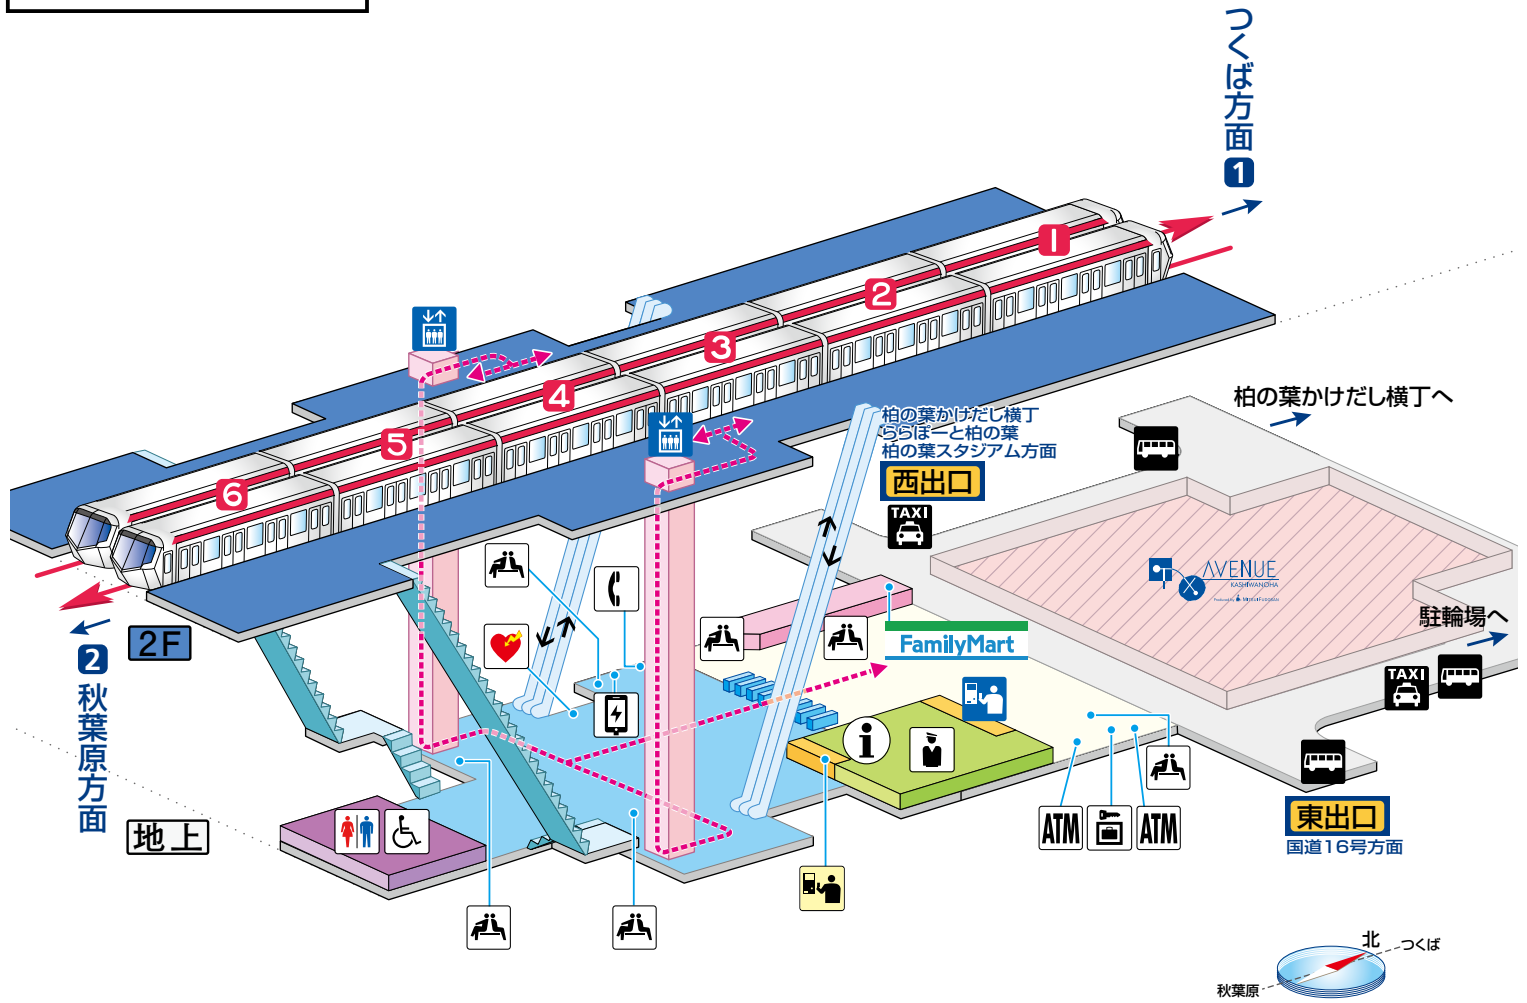 つくば方面
1
1
2
3
4
5
6
柏の葉かけだし横丁
ららぽーと柏の葉
柏の葉スタジアム方面
西出口
TAXI
柏の葉かけだし横丁へ
AVENUE
KASHIWANOHA
Produced by MITSUI FUDOSAN
駐輪場へ
TAXI
2F
2
秋葉原方面
FamilyMart
i
地上
ATM
ATM
東出口
国道16号方面
北
つくば
秋葉原